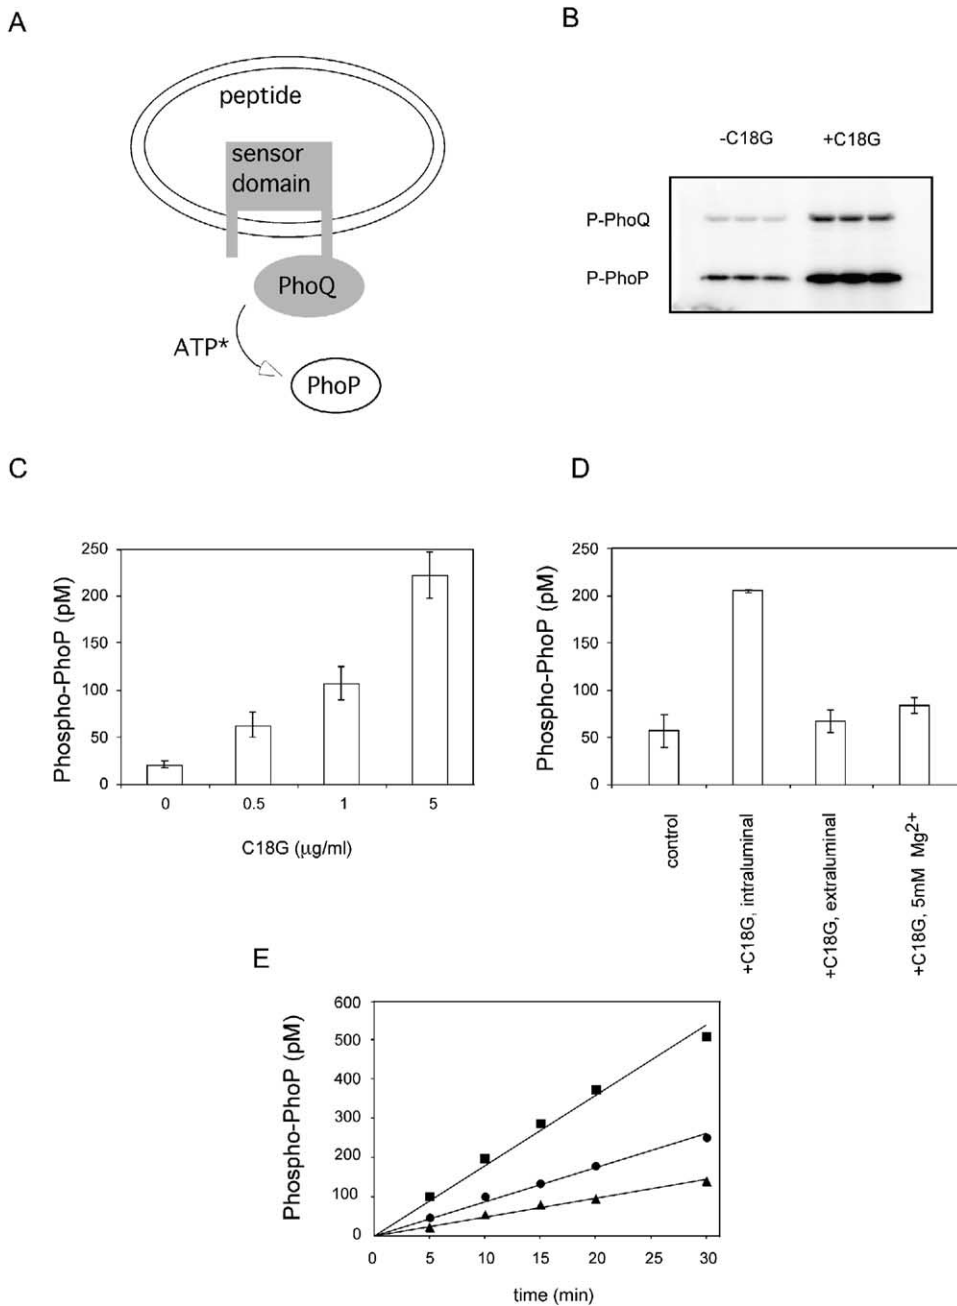 A
peptide
sensor
domain
PhoQ
ATP*
PhoP
B
-C18G +C18G
P-PhoQ
P-PhoP
C
Phospho-PhoP (pM)
250
200
150
100
50
0
0 0.5 1 5
C18G (μg/ml)
D
Phospho-PhoP (pM)
250
200
150
100
50
0
control
+C18G, intraluminal
+C18G, extraluminal
+C18G, 5mM Mg2+
E
Phospho-PhoP (pM)
600
500
400
300
200
100
0
0 5 10 15 20 25 30
time (min)